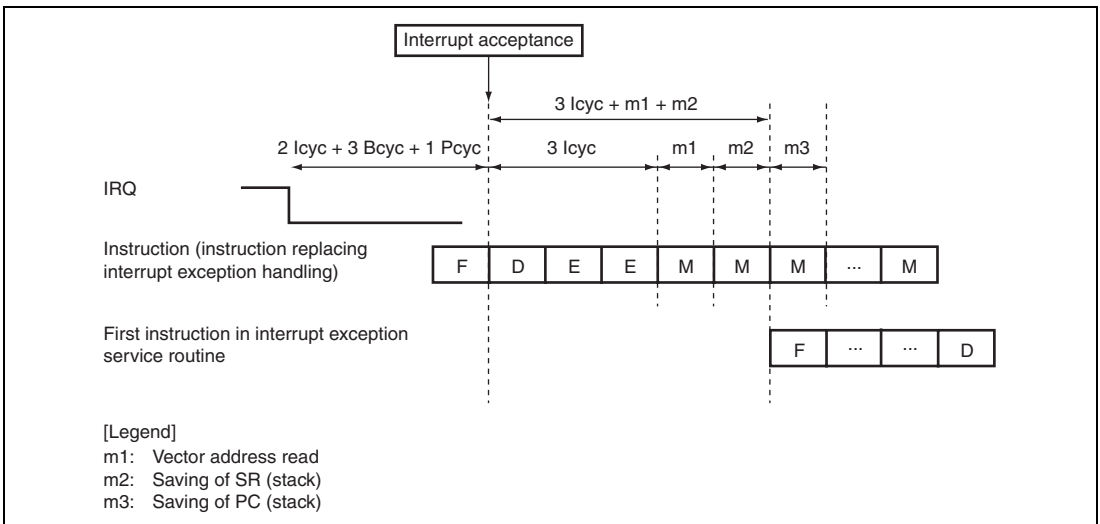 Interrupt acceptance
3 Icyc + m1 + m2
2 Icyc + 3 Bcyc + 1 Pcyc 3 Icyc m1 m2 m3
IRQ
Instruction (instruction replacing
interrupt exception handling)
F D E E M M M ... M
First instruction in interrupt exception
service routine
F ... ... D
[Legend]
m1: Vector address read
m2: Saving of SR (stack)
m3: Saving of PC (stack)